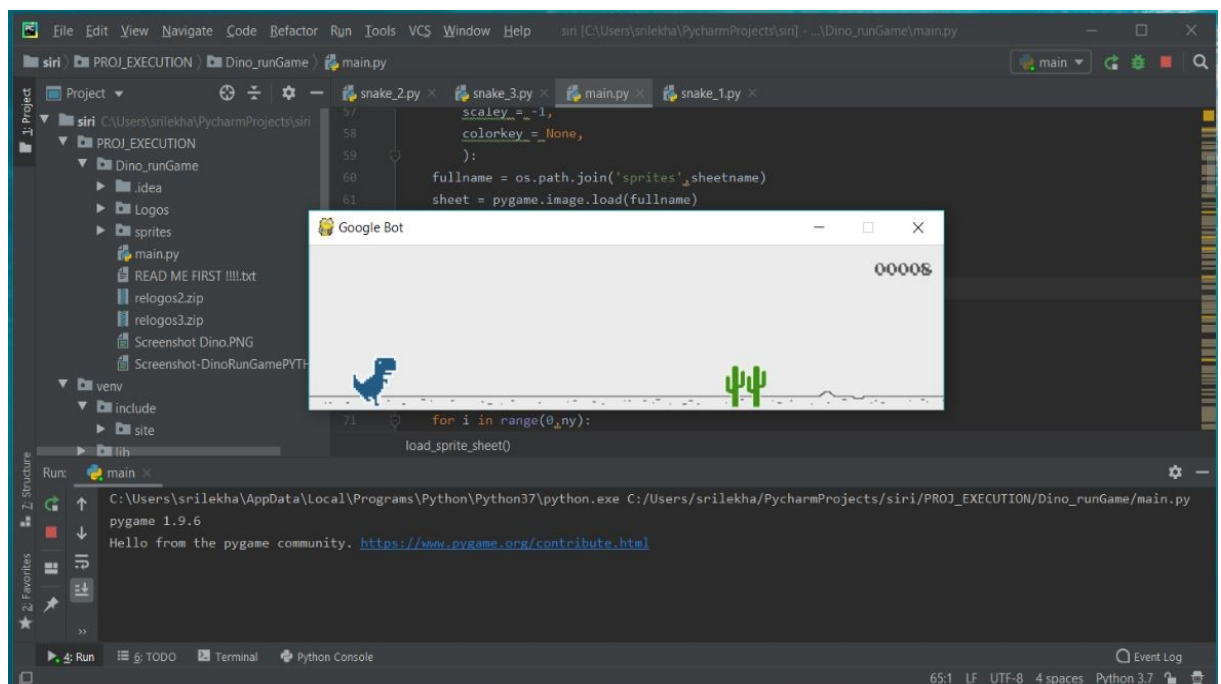 PC File Edit View Navigate Code Refactor Run Tools VCS Window Help siri [C:\Users\srilekha\PycharmProjects\siri] - ...\Dino_runGame\main.py
siri PROJ_EXECUTION Dino_runGame main.py main
1: Project
Project snake_2.py snake_3.py main.py snake_1.py
siri C:\Users\srilekha\PycharmProjects\siri
PROJ_EXECUTION
Dino_runGame
.idea
Logos
sprites
main.py
READ ME FIRST !!!!.txt
relogos2.zip
relogos3.zip
Screenshot Dino.PNG
Screenshot-DinoRunGamePYTH
venv
include
site
lib
57 scaley = -1,
58 colorkey = None,
59 ):
60 fullname = os.path.join('sprites',sheetname)
61 sheet = pygame.image.load(fullname)
Google Bot
00008
71 for i in range(0,ny):
load_sprite_sheet()
Run: main
C:\Users\srilekha\AppData\Local\Programs\Python\Python37\python.exe C:/Users/srilekha/PycharmProjects/siri/PROJ_EXECUTION/Dino_runGame/main.py
pygame 1.9.6
Hello from the pygame community. https://www.pygame.org/contribute.html
Z: Structure
2: Favorites
4: Run 6: TODO Terminal Python Console Event Log
65:1 LF UTF-8 4 spaces Python 3.7